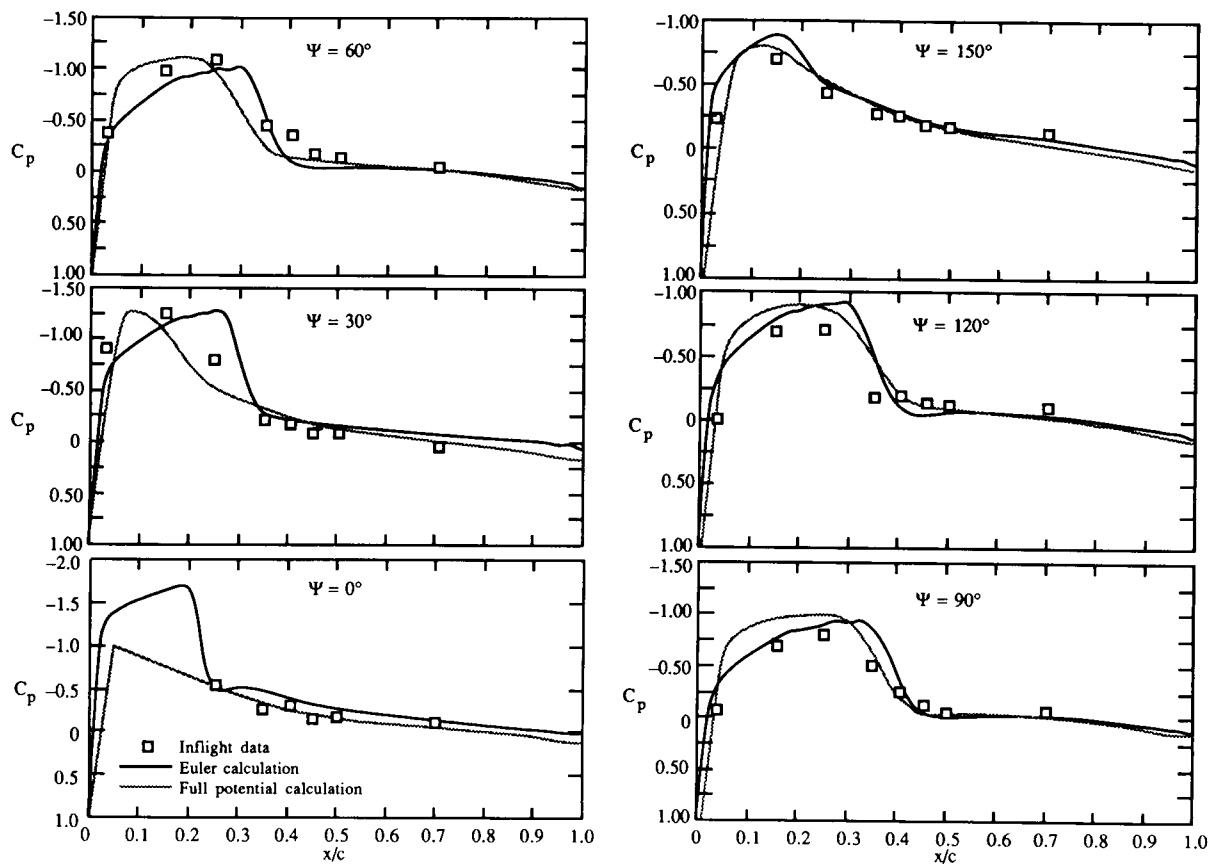 −1.50
Ψ = 60°
−1.00
−0.50
C_p
0
0.50
1.00
−1.50
Ψ = 30°
−1.00
−0.50
C_p
0
0.50
1.00
−2.0
Ψ = 0°
−1.5
−1.0
−0.5
C_p
0
0.5
1.0
Inflight data
Euler calculation
Full potential calculation
0 0.1 0.2 0.3 0.4 0.5 0.6 0.7 0.8 0.9 1.0
x/c
−1.00
Ψ = 150°
−0.50
C_p
0
0.50
1.00
−1.00
Ψ = 120°
−0.50
C_p
0
0.50
1.00
−1.50
Ψ = 90°
−1.00
−0.50
C_p
0
0.50
1.00
0 0.1 0.2 0.3 0.4 0.5 0.6 0.7 0.8 0.9 1.0
x/c